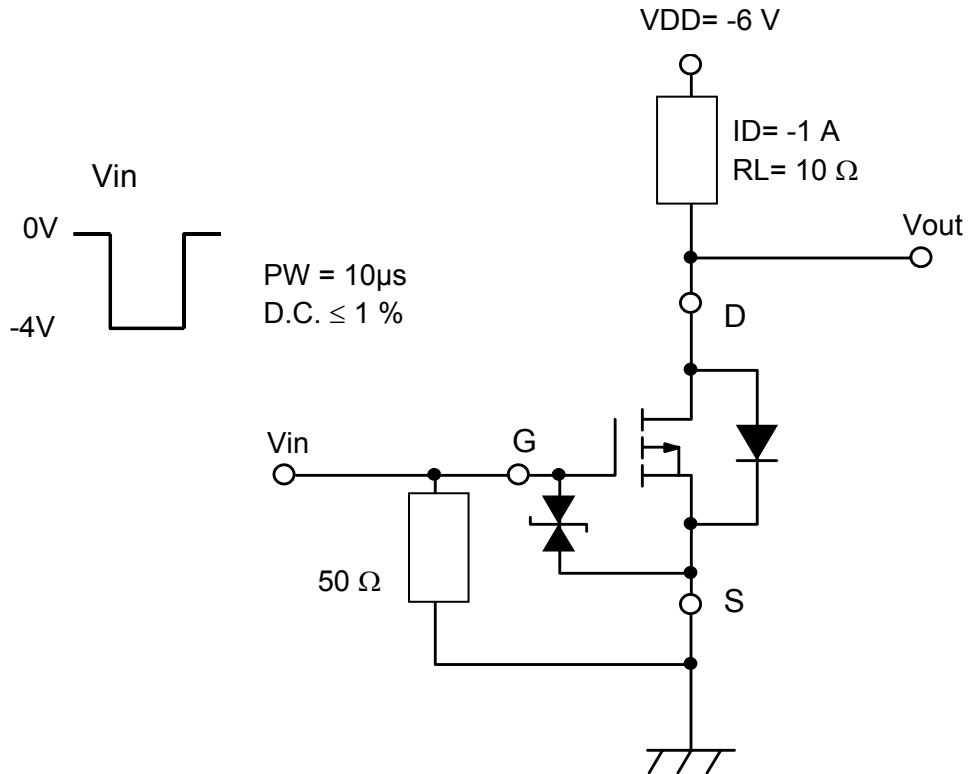 VDD= -6 V
ID= -1 A
RL= 10 Ω
Vin
0V
Vout
PW = 10μs
D.C. ≤ 1 %
-4V
D
Vin
G
50 Ω
S